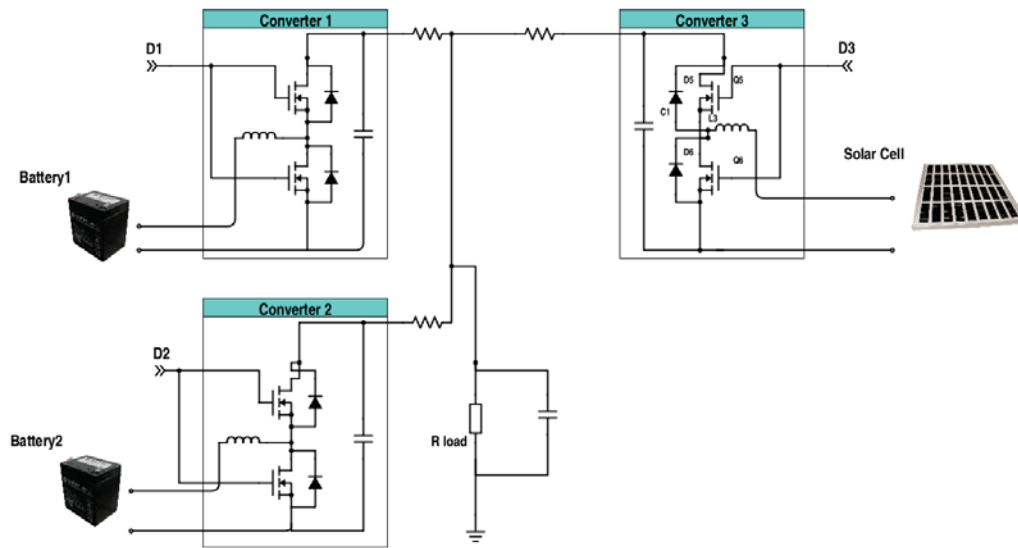 Converter 1
Converter 3
D1
D3
D5
Q5
C1
L3
D6
Q6
Solar Cell
Battery1
Converter 2
D2
Battery2
R load